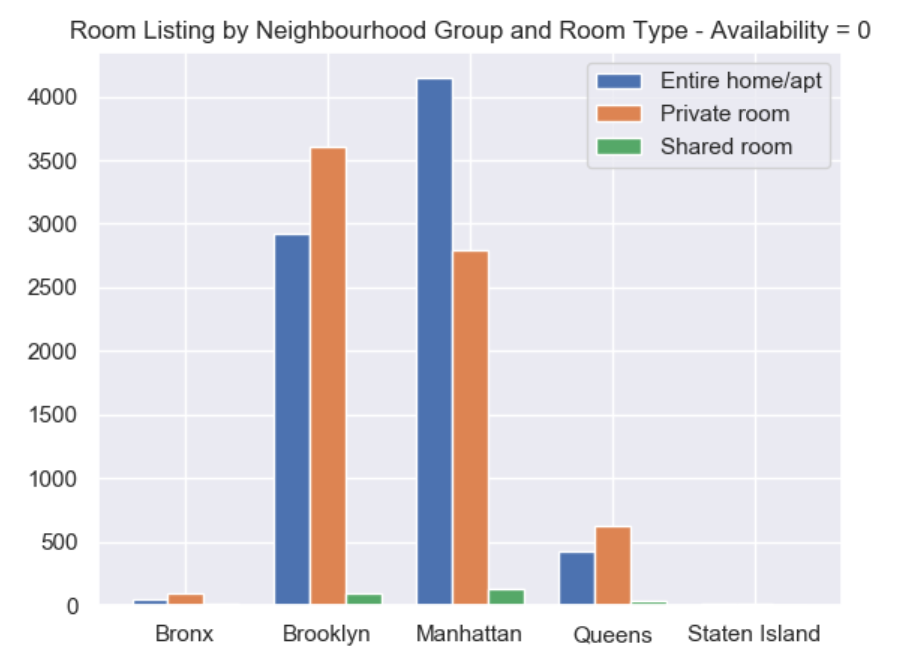 Room Listing by Neighbourhood Group and Room Type - Availability = 0
Entire home/apt
Private room
Shared room
4000
3500
3000
2500
2000
1500
1000
500
0
Bronx Brooklyn Manhattan Queens Staten Island